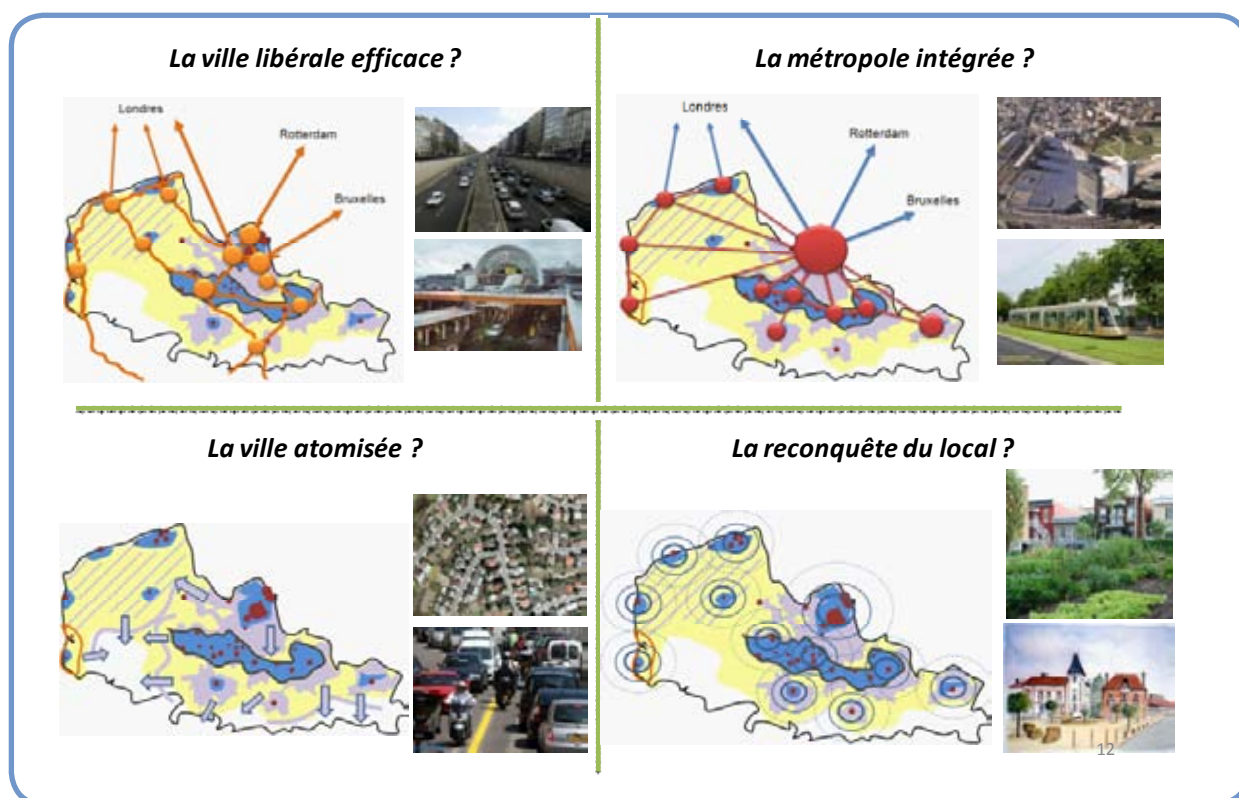 La ville libérale efficace ?
Londres
Rotterdam
Bruxelles
La métropole intégrée ?
Londres
Rotterdam
Bruxelles
La ville atomisée ?
La reconquête du local ?
12